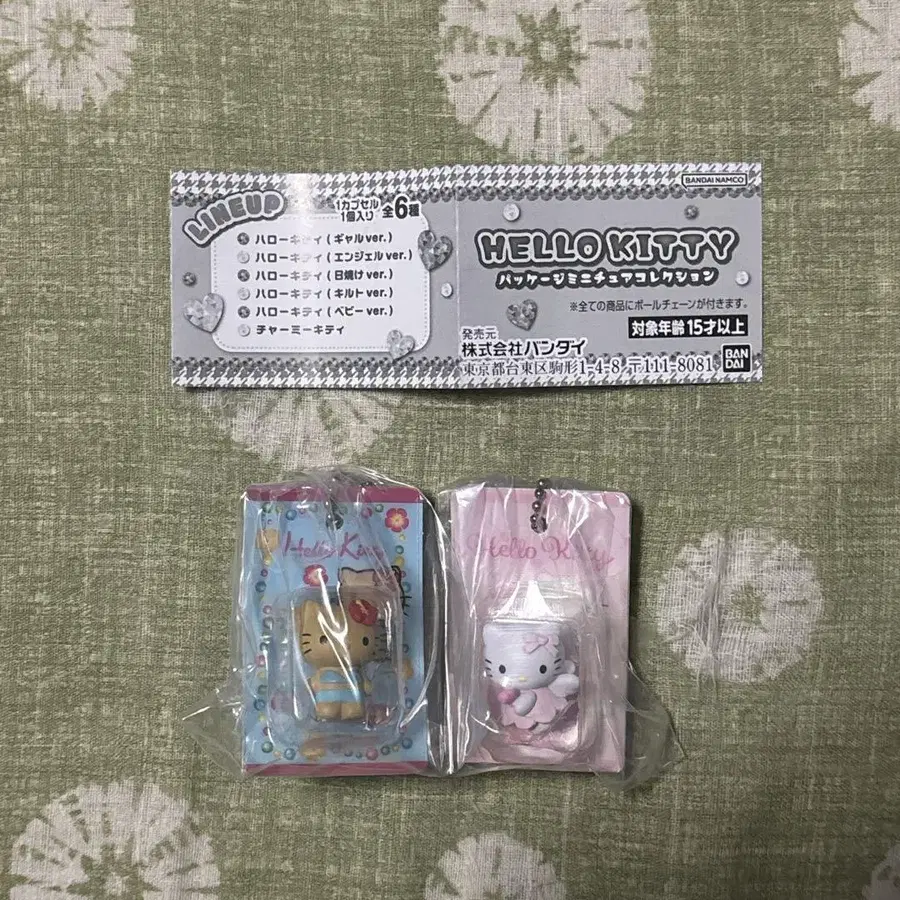 LINEUP
1カプセル
1個入り
全6種
ハローキティ(ギャルver.)
ハローキティ(エンジェルver.)
ハローキティ(日焼けver.)
ハローキティ(キルトver.)
ハローキティ(ベビーver.)
チャーミーキティ
BANDAI NAMCO
HELLO KITTY
パッケージミニチュアコレクション
※全ての商品にボールチェーンが付きます。
対象年齢15才以上
発売元
株式会社バンダイ
東京都台東区駒形1-4-8 〒111-8081
BAN
DAI
Hello Kitty
Hello Kitty